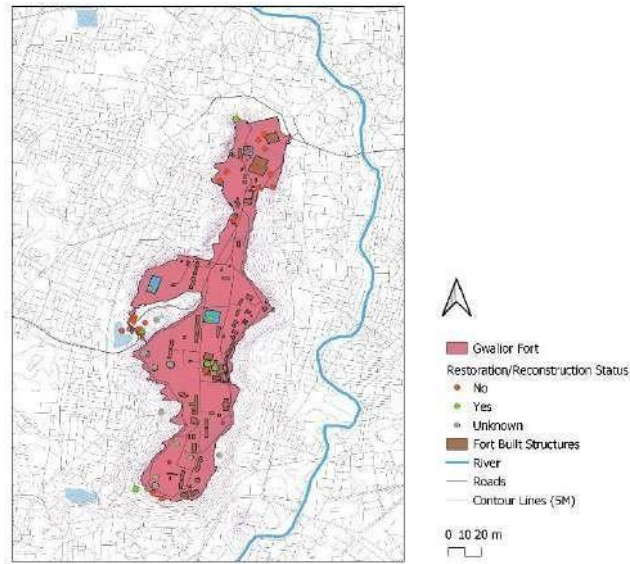 Gwalior Fort
Restoration/Reconstruction Status
No
Yes
Unknown
Fort Built Structures
River
Roads
Contour Lines (5M)
0 10 20 m